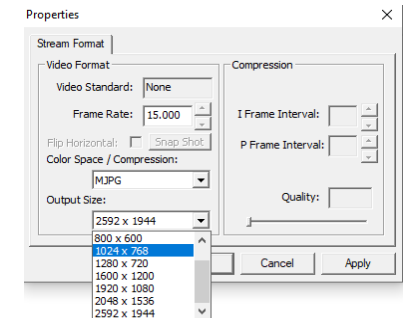 Properties
Stream Format
Video Format
Video Standard: None
Frame Rate: 15.000
Flip Horizontal: Snap Shot
Color Space / Compression:
MJPG
Output Size:
2592 x 1944
800 x 600
1024 x 768
1280 x 720
1600 x 1200
1920 x 1080
2048 x 1536
2592 x 1944
Compression
I Frame Interval:
P Frame Interval:
Quality:
Cancel
Apply